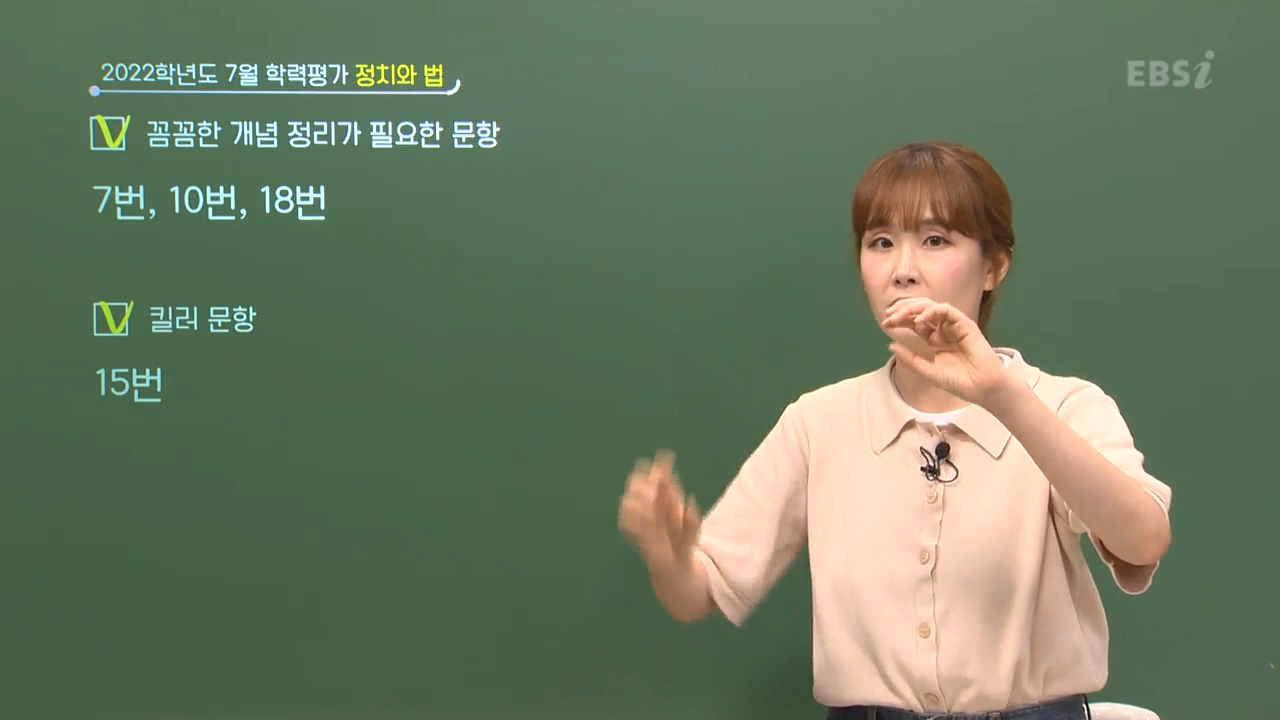 2022학년도 7월 학력평가 정치와 법
EBSi
꼼꼼한 개념 정리가 필요한 문항
7번, 10번, 18번
킬러 문항
15번